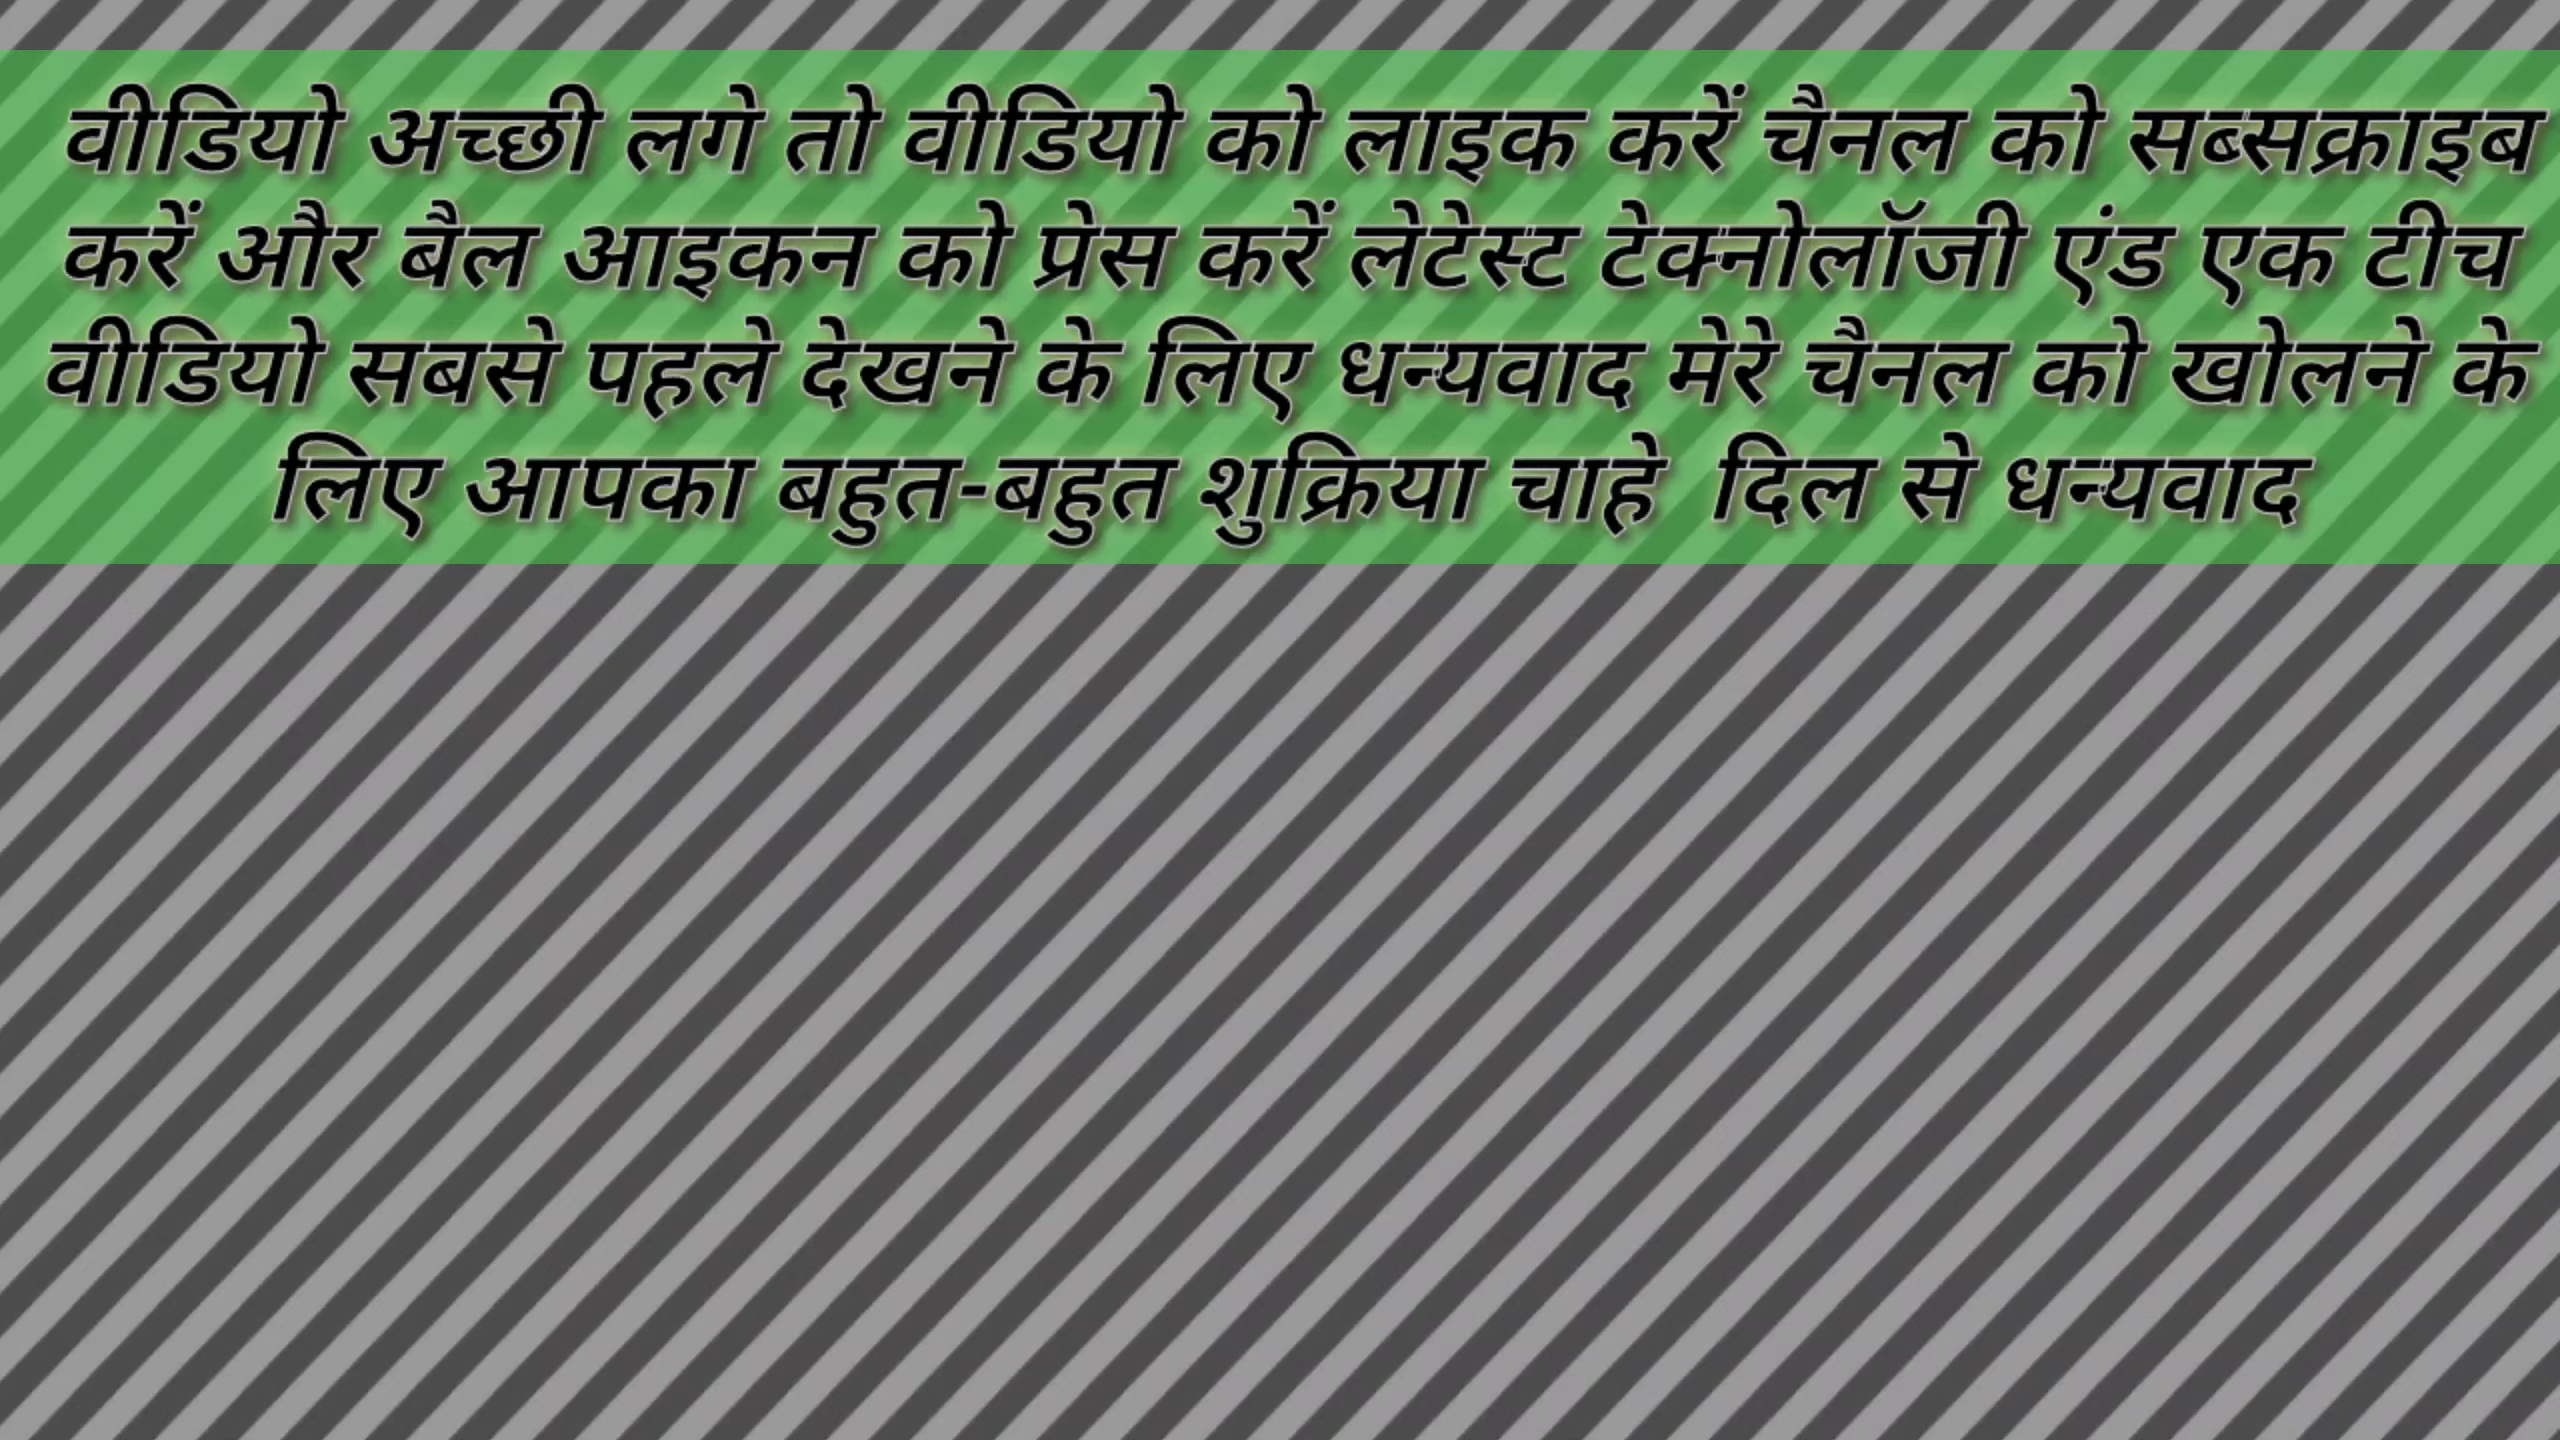 वीडियो अच्छी लगे तो वीडियो को लाइक करें चैनल को सब्सक्राइब
करें और बैल आइकन को प्रेस करें लेटेस्ट टेक्नोलॉजी एंड एक टीच
वीडियो सबसे पहले देखने के लिए धन्यवाद मेरे चैनल को खोलने के
लिए आपका बहुत-बहुत शुक्रिया चाहे दिल से धन्यवाद